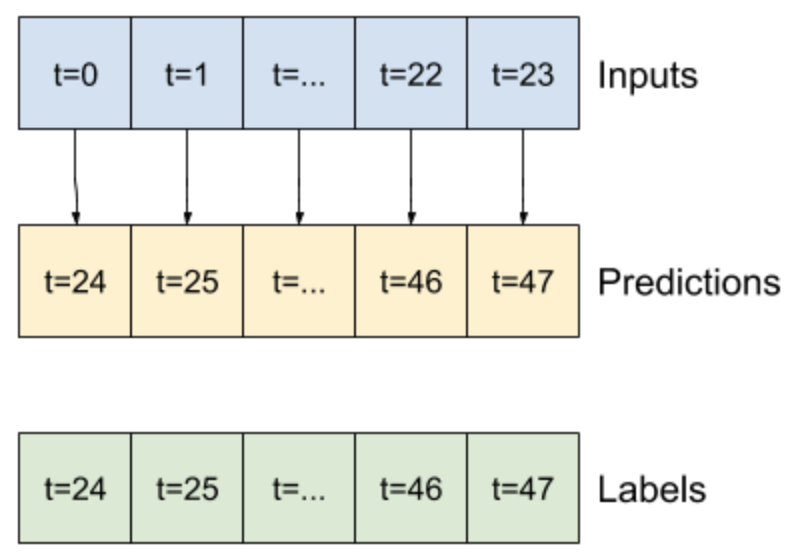 t=0 t=1 t=... t=22 t=23 Inputs
t=24 t=25 t=... t=46 t=47 Predictions
t=24 t=25 t=... t=46 t=47 Labels